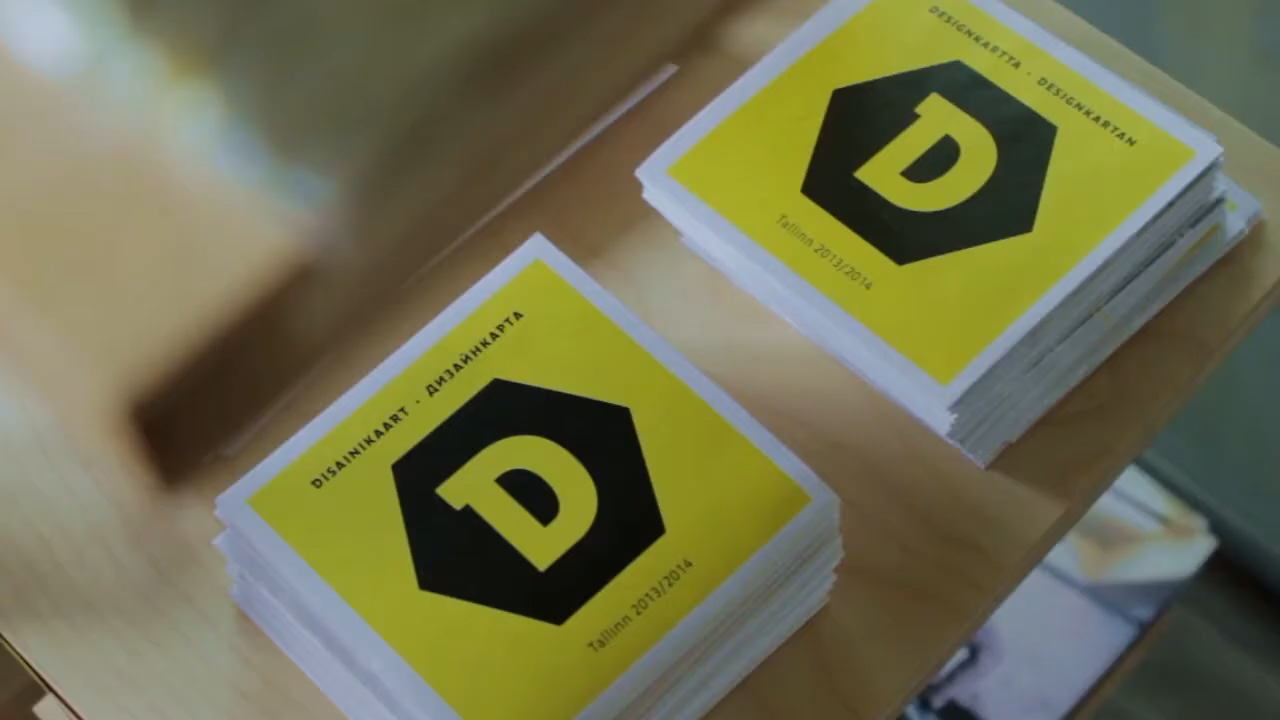 DESIGNKARTTA · DESIGNKARTAN
D
Tallinn 2013/2014
DISAINIKAART · ДИЗАЙНКАРТА
D
Tallinn 2013/2014